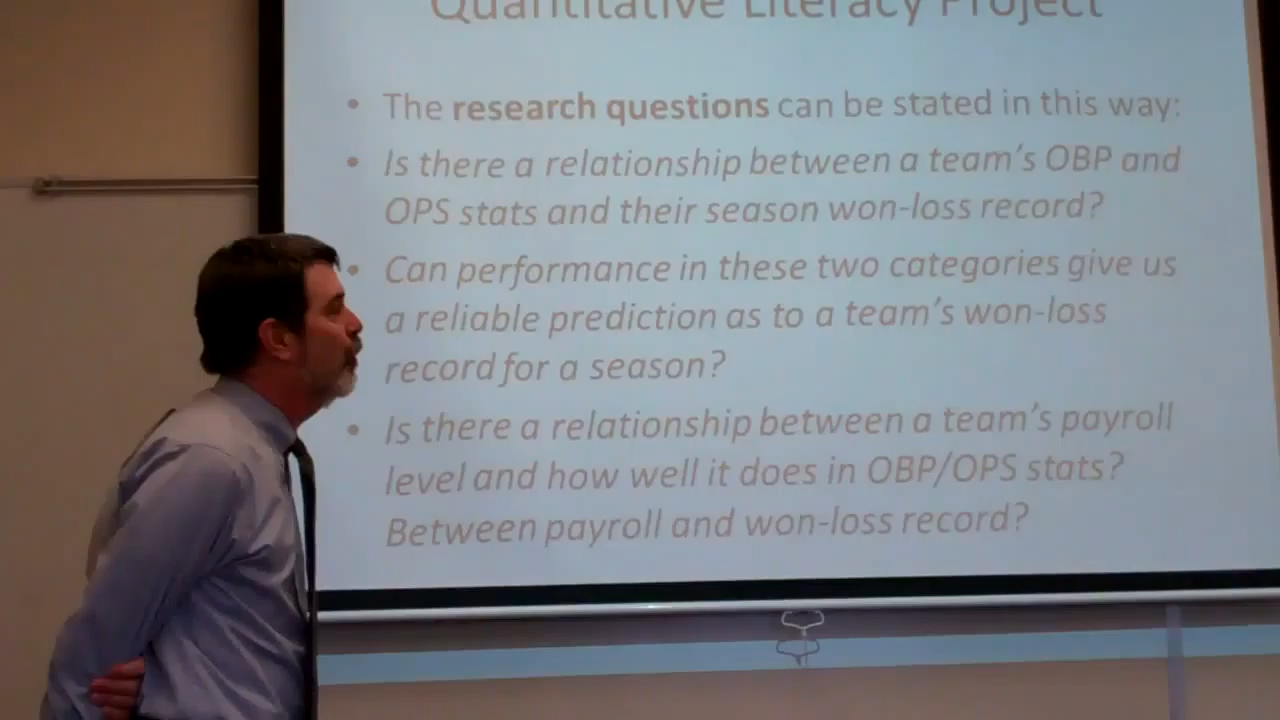 Quantitative Literacy Project
• The research questions can be stated in this way:
• Is there a relationship between a team's OBP and
OPS stats and their season won-loss record?
• Can performance in these two categories give us
a reliable prediction as to a team's won-loss
record for a season?
• Is there a relationship between a team's payroll
level and how well it does in OBP/OPS stats?
Between payroll and won-loss record?